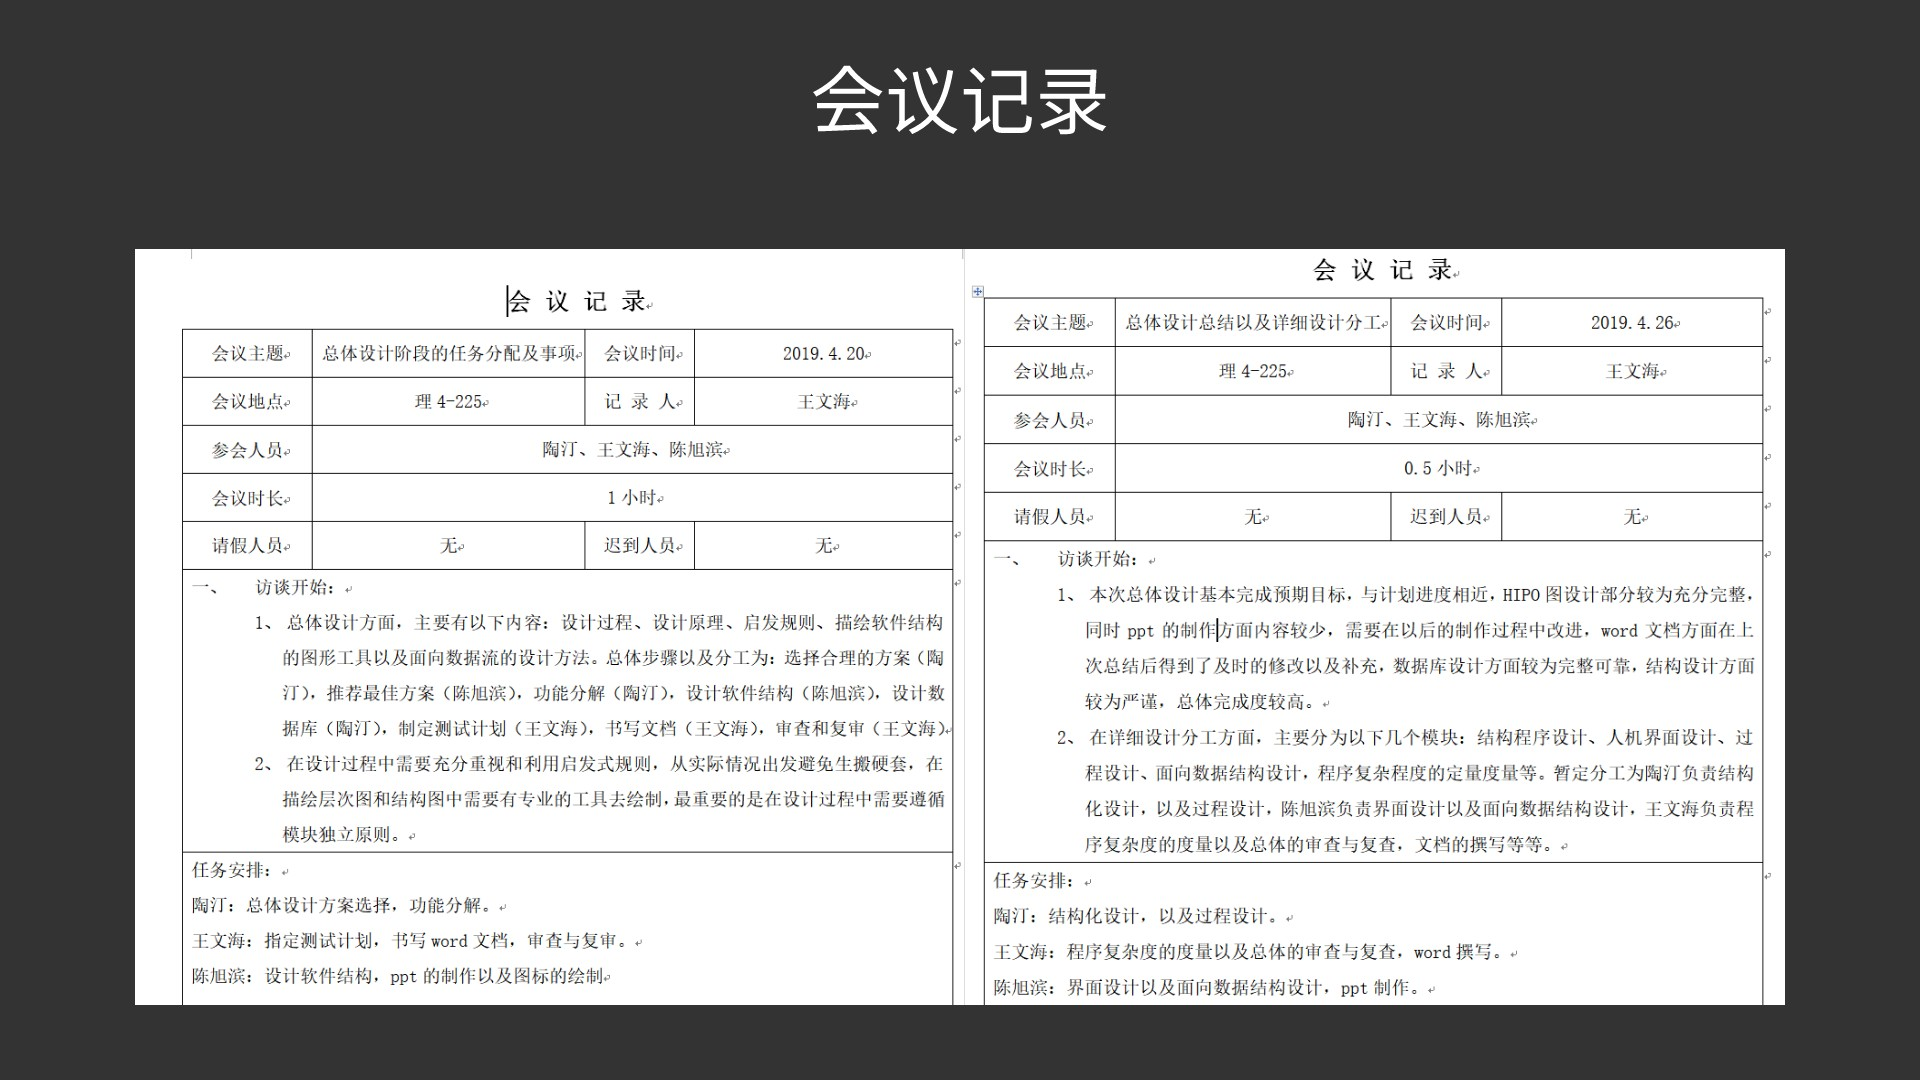 会议记录
会 议 记 录
会议主题 总体设计阶段的任务分配及事项 会议时间 2019.4.20
会议地点 理 4-225 记 录 人 王文海
参会人员 陶汀、王文海、陈旭滨
会议时长 1 小时
请假人员 无 迟到人员 无
一、 访谈开始：
1、 总体设计方面，主要有以下内容：设计过程、设计原理、启发规则、描绘软件结构
的图形工具以及面向数据流的设计方法。总体步骤以及分工为：选择合理的方案（陶
汀），推荐最佳方案（陈旭滨），功能分解（陶汀），设计软件结构（陈旭滨），设计数
据库（陶汀），制定测试计划（王文海），书写文档（王文海），审查和复审（王文海）
2、 在设计过程中需要充分重视和利用启发式规则，从实际情况出发避免生搬硬套，在
描绘层次图和结构图中需要有专业的工具去绘制，最重要的是在设计过程中需要遵循
模块独立原则。
任务安排：
陶汀：总体设计方案选择，功能分解。
王文海：指定测试计划，书写 word 文档，审查与复审。
陈旭滨：设计软件结构，ppt 的制作以及图标的绘制
会 议 记 录
会议主题 总体设计总结以及详细设计分工 会议时间 2019.4.26
会议地点 理 4-225 记 录 人 王文海
参会人员 陶汀、王文海、陈旭滨
会议时长 0.5 小时
请假人员 无 迟到人员 无
一、 访谈开始：
1、 本次总体设计基本完成预期目标，与计划进度相近，HIPO 图设计部分较为充分完整，
同时 ppt 的制作方面内容较少，需要在以后的制作过程中改进，word 文档方面在上
次总结后得到了及时的修改以及补充，数据库设计方面较为完整可靠，结构设计方面
较为严谨，总体完成度较高。
2、 在详细设计分工方面，主要分为以下几个模块：结构程序设计、人机界面设计、过
程设计、面向数据结构设计，程序复杂程度的定量度量等。暂定分工为陶汀负责结构
化设计，以及过程设计，陈旭滨负责界面设计以及面向数据结构设计，王文海负责程
序复杂度的度量以及总体的审查与复查，文档的撰写等等。
任务安排：
陶汀：结构化设计，以及过程设计。
王文海：程序复杂度的度量以及总体的审查与复查，word 撰写。
陈旭滨：界面设计以及面向数据结构设计，ppt 制作。